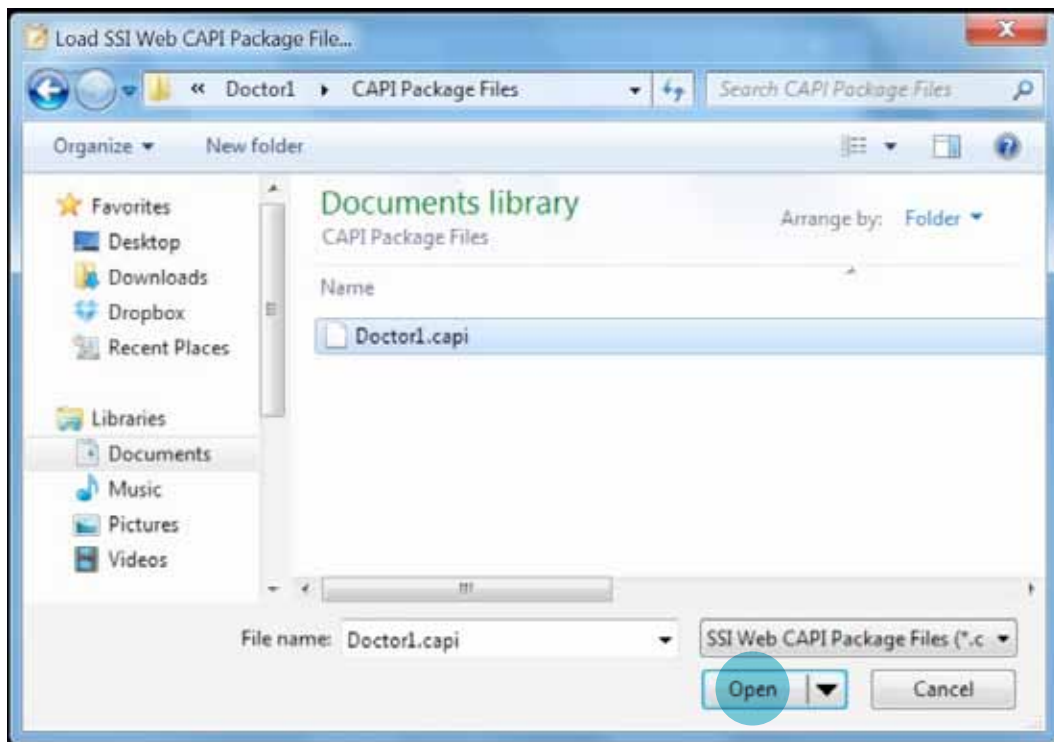 Load SSI Web CAPI Package File...
« Doctor1 ▸ CAPI Package Files
Search CAPI Package Files
Organize
New folder
Favorites
Desktop
Downloads
Dropbox
Recent Places
Libraries
Documents
Music
Pictures
Videos
Documents library
CAPI Package Files
Arrange by: Folder
Name
Doctor1.capi
File name: Doctor1.capi
SSI Web CAPI Package Files (*.c
Open
Cancel